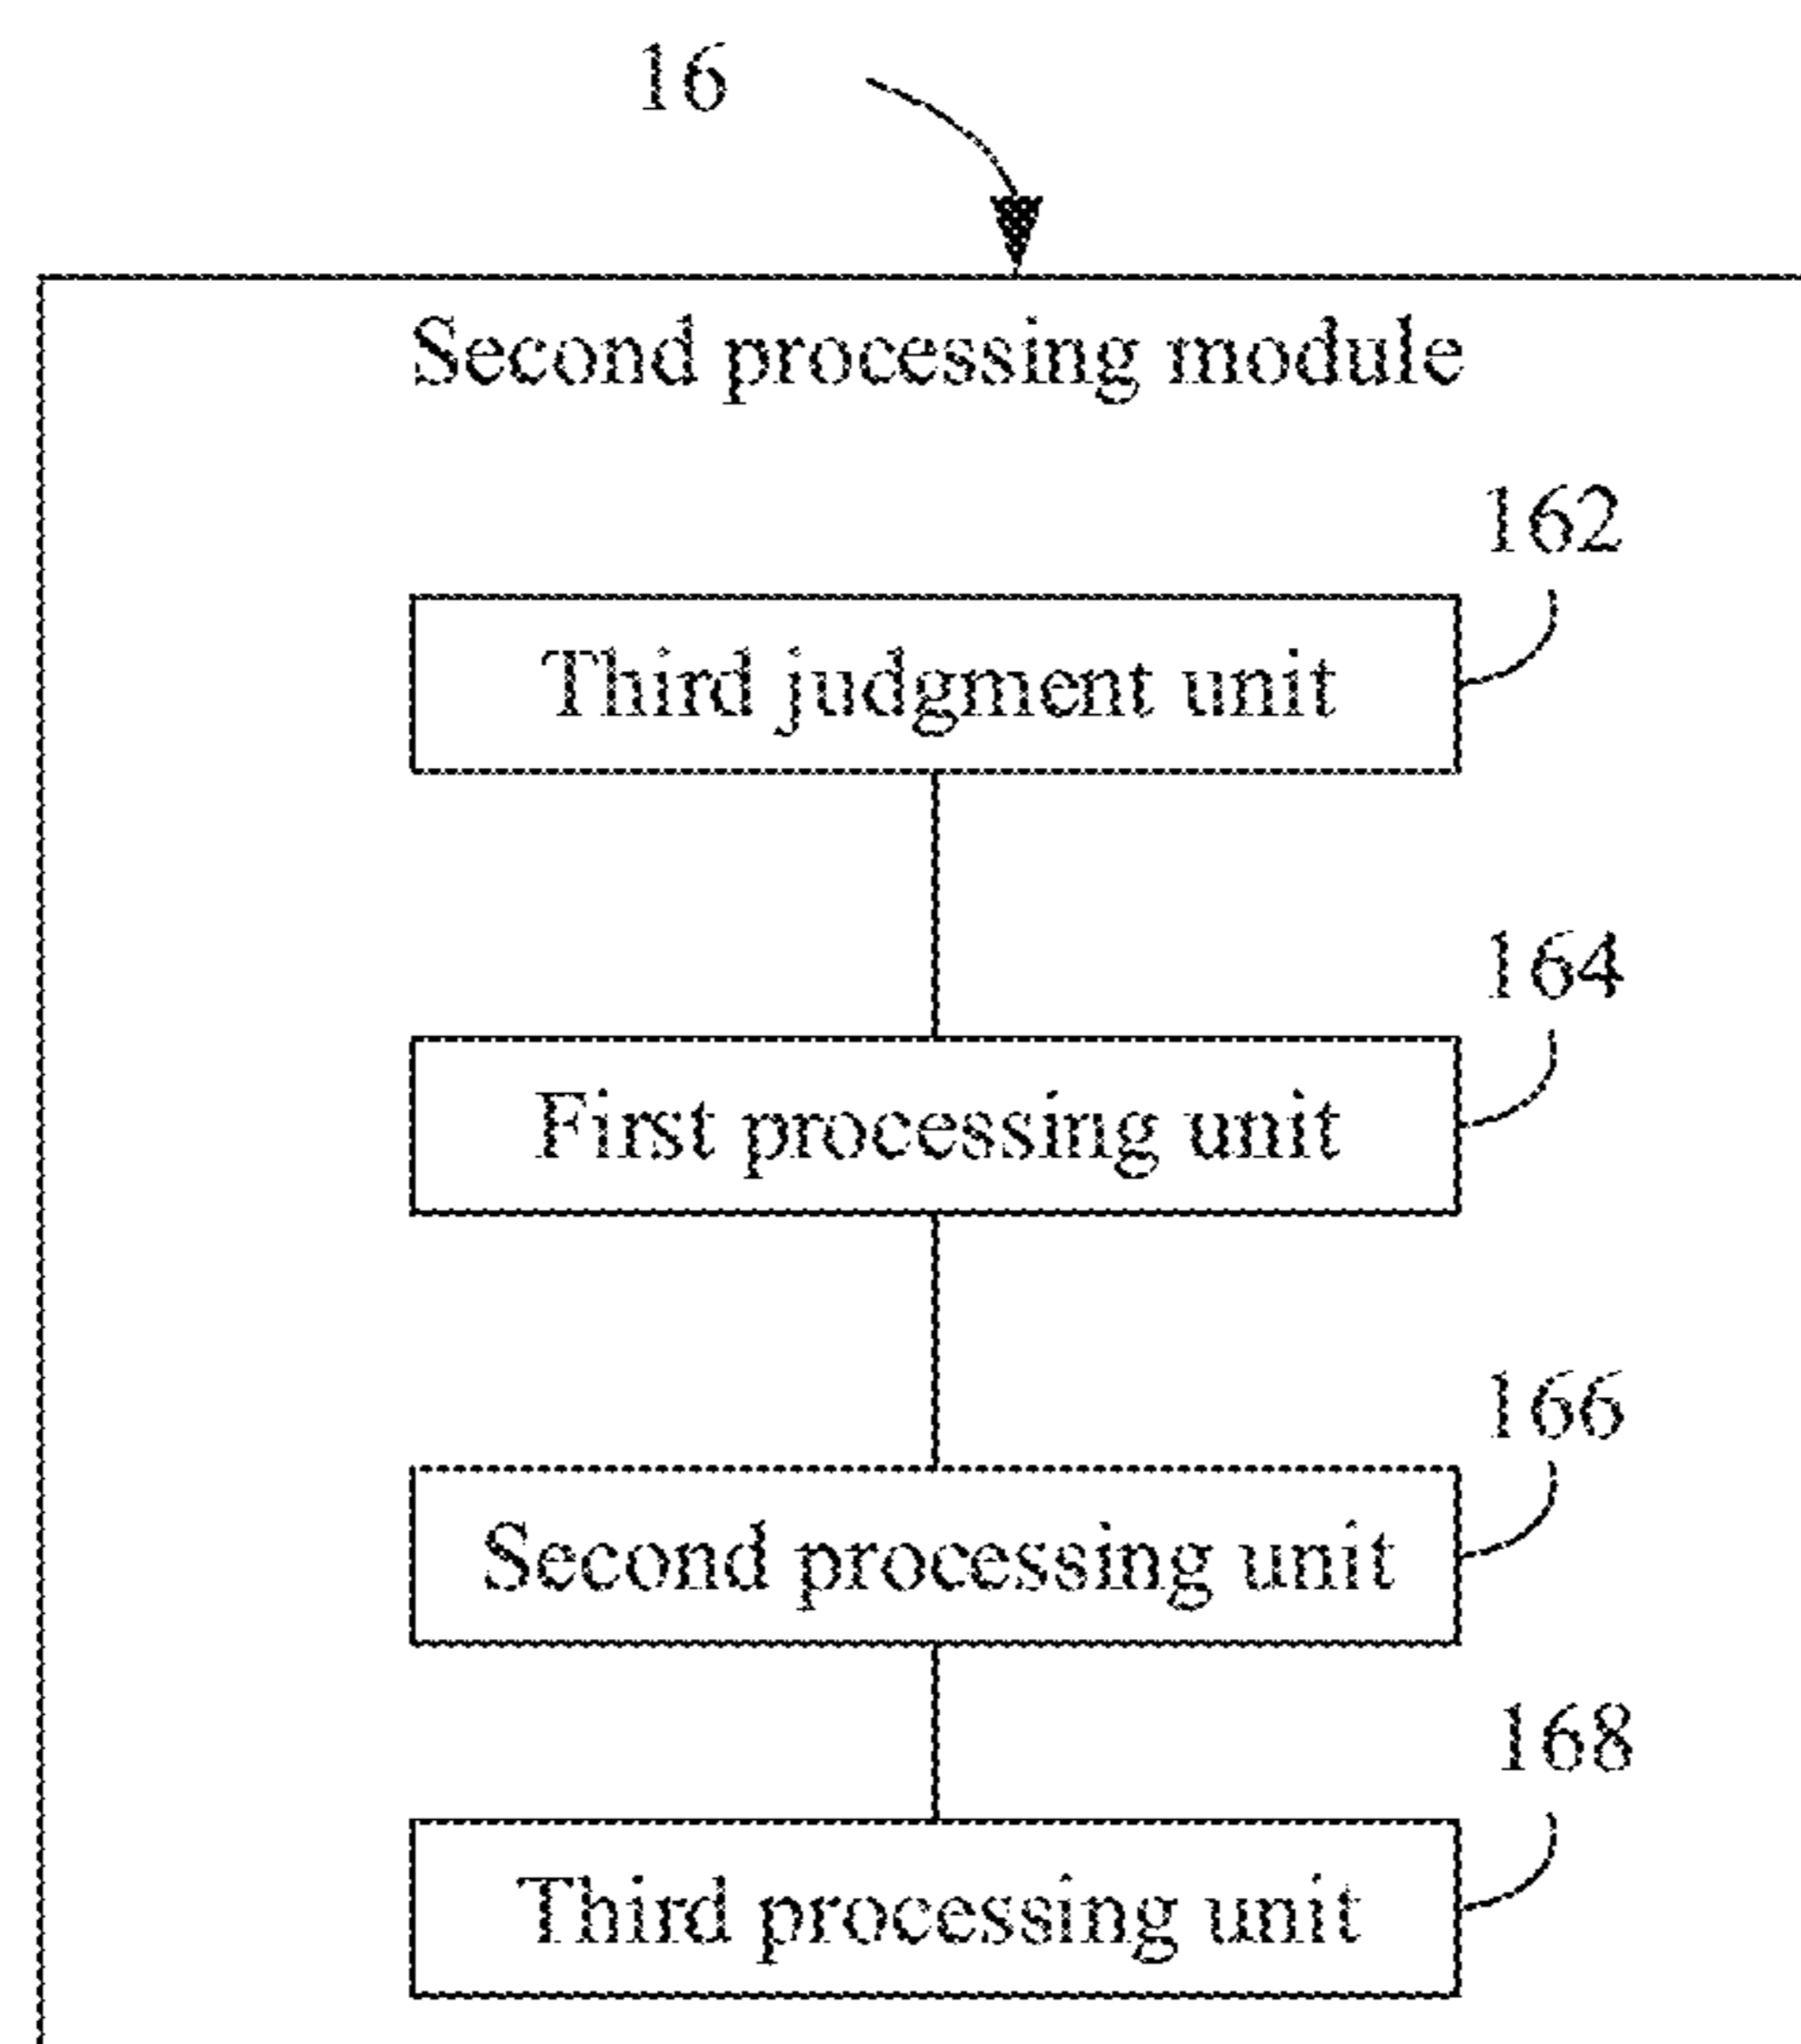 16
Second processing module
162
Third judgment unit
164
First processing unit
166
Second processing unit
168
Third processing unit